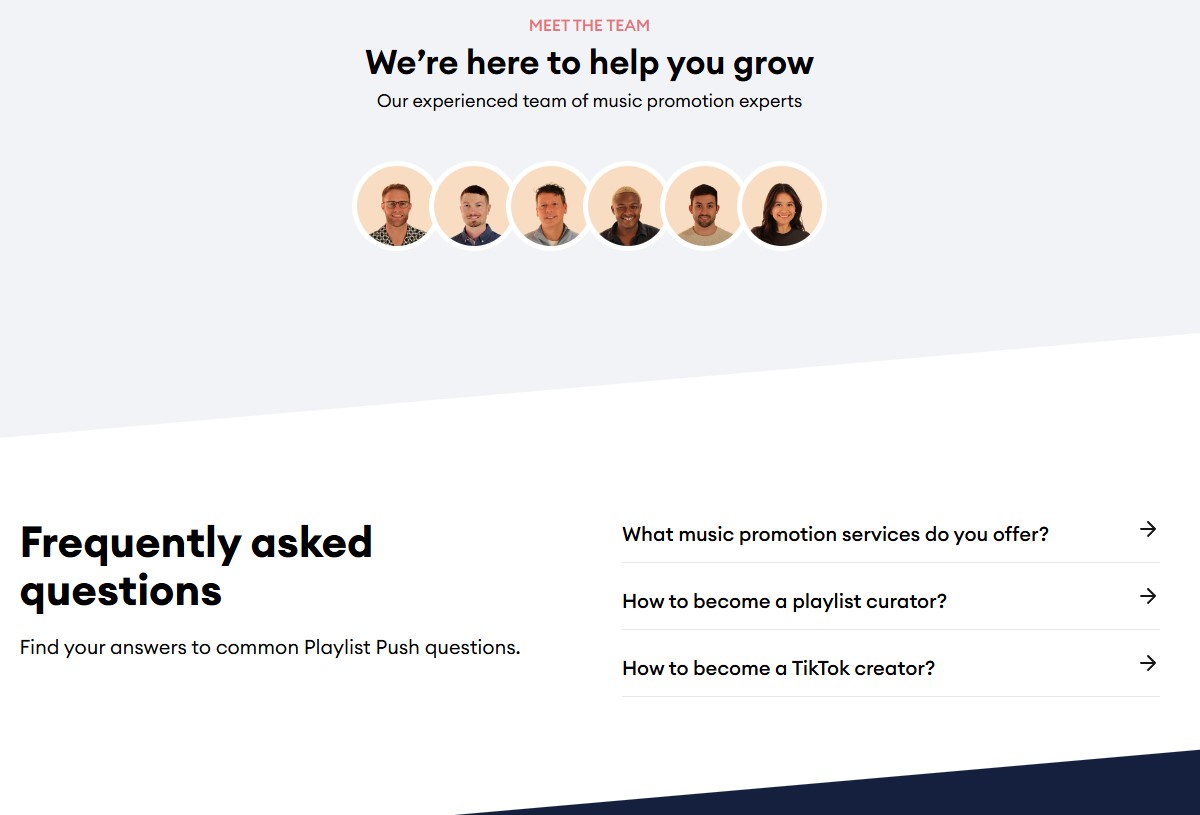 MEET THE TEAM
We’re here to help you grow
Our experienced team of music promotion experts
Frequently asked
questions
Find your answers to common Playlist Push questions.
What music promotion services do you offer?
How to become a playlist curator?
How to become a TikTok creator?